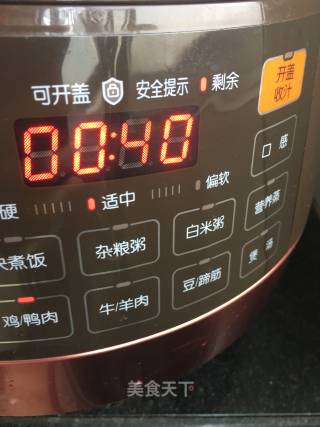 可开盖 安全提示 剩余
开盖
收汁
00:40
硬 适中 偏软
口感
煮饭 杂粮粥 白米粥 营养蒸
鸡/鸭肉 牛/羊肉 豆/蹄筋 煲汤
美食天下